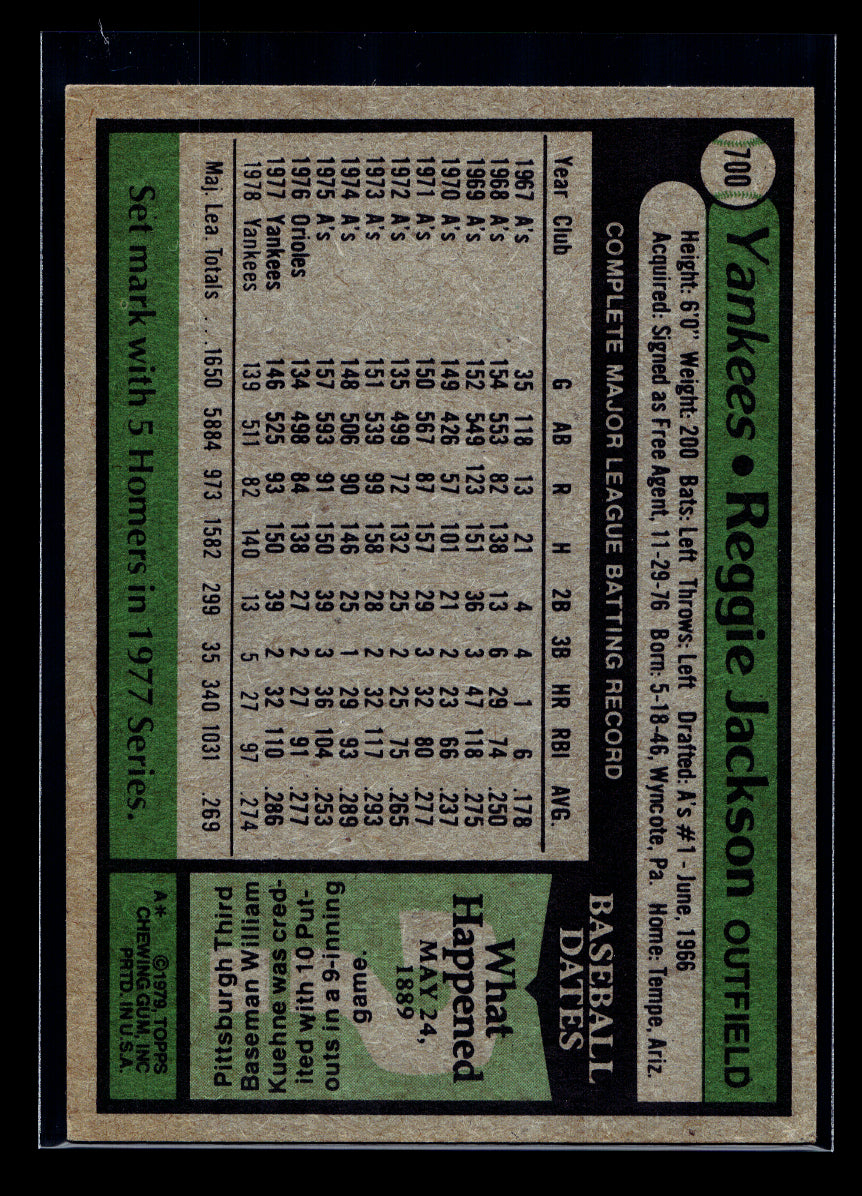 700
Yankees • Reggie Jackson OUTFIELD
Height: 6'0" Weight: 200 Bats: Left Throws: Left Drafted: A's #1 - June, 1966
Acquired: Signed as Free Agent, 11-29-76 Born: 5-18-46, Wyncote, Pa. Home: Tempe, Ariz.
COMPLETE MAJOR LEAGUE BATTING RECORD
Year Club G AB R H 2B 3B HR RBI AVG.
1967 A's 35 118 13 21 4 4 1 6 .178
1968 A's 154 553 82 138 13 6 29 74 .250
1969 A's 152 549 123 151 36 3 47 118 .275
1970 A's 149 426 57 101 21 2 23 66 .237
1971 A's 150 567 87 157 29 3 32 80 .277
1972 A's 135 499 72 132 25 2 25 75 .265
1973 A's 151 539 99 158 28 2 32 117 .293
1974 A's 148 506 90 146 25 1 29 93 .289
1975 A's 157 593 91 150 39 3 36 104 .253
1976 Orioles 134 498 84 138 27 2 27 91 .277
1977 Yankees 146 525 93 150 39 2 32 110 .286
1978 Yankees 139 511 82 140 13 5 27 97 .274
Maj. Lea. Totals ....1650 5884 973 1582 299 35 340 1031 .269
Set mark with 5 Homers in 1977 Series.
BASEBALL
DATES
What
Happened
MAY 24,
1889
Pittsburgh Third
Baseman William
Kuehne was cred-
ited with 10 Put-
outs in a 9-inning
game.
A* ©1979, TOPPS
CHEWING GUM, INC
PRTD. IN U.S.A.